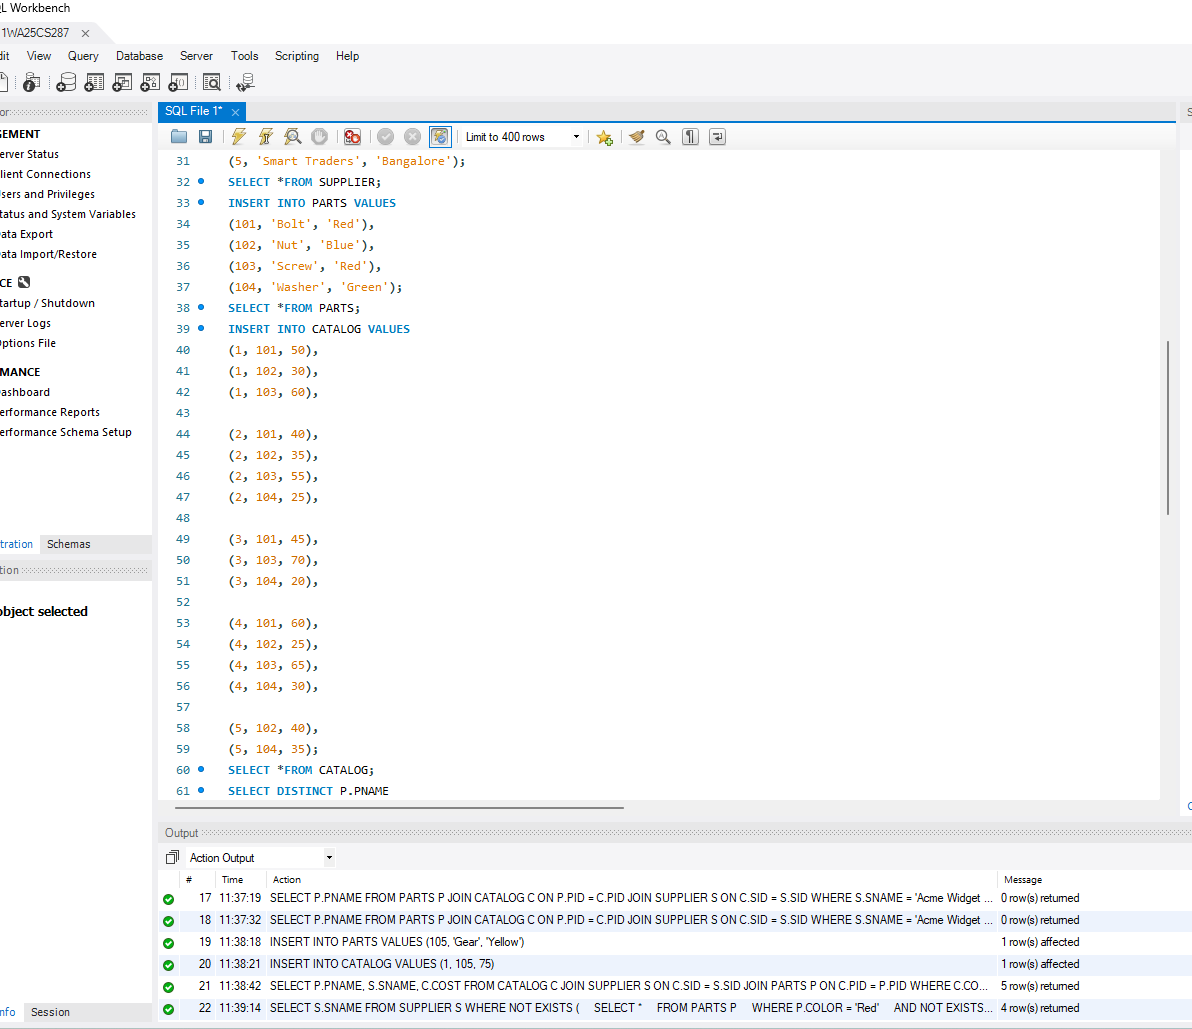 QL Workbench
1WA25CS287 ×
dit View Query Database Server Tools Scripting Help
or
GEMENT
erver Status
lient Connections
sers and Privileges
tatus and System Variables
ata Export
ata Import/Restore
CE
tartup / Shutdown
erver Logs
ptions File
MANCE
ashboard
erformance Reports
erformance Schema Setup
tration Schemas
tion
object selected
nfo Session
SQL File 1* ×
Limit to 400 rows
31 (5, 'Smart Traders', 'Bangalore');
32 SELECT *FROM SUPPLIER;
33 INSERT INTO PARTS VALUES
34 (101, 'Bolt', 'Red'),
35 (102, 'Nut', 'Blue'),
36 (103, 'Screw', 'Red'),
37 (104, 'Washer', 'Green');
38 SELECT *FROM PARTS;
39 INSERT INTO CATALOG VALUES
40 (1, 101, 50),
41 (1, 102, 30),
42 (1, 103, 60),
43
44 (2, 101, 40),
45 (2, 102, 35),
46 (2, 103, 55),
47 (2, 104, 25),
48
49 (3, 101, 45),
50 (3, 103, 70),
51 (3, 104, 20),
52
53 (4, 101, 60),
54 (4, 102, 25),
55 (4, 103, 65),
56 (4, 104, 30),
57
58 (5, 102, 40),
59 (5, 104, 35);
60 SELECT *FROM CATALOG;
61 SELECT DISTINCT P.PNAME
Output
Action Output
# Time Action Message
17 11:37:19 SELECT P.PNAME FROM PARTS P JOIN CATALOG C ON P.PID = C.PID JOIN SUPPLIER S ON C.SID = S.SID WHERE S.SNAME = 'Acme Widget ... 0 row(s) returned
18 11:37:32 SELECT P.PNAME FROM PARTS P JOIN CATALOG C ON P.PID = C.PID JOIN SUPPLIER S ON C.SID = S.SID WHERE S.SNAME = 'Acme Widget ... 0 row(s) returned
19 11:38:18 INSERT INTO PARTS VALUES (105, 'Gear', 'Yellow') 1 row(s) affected
20 11:38:21 INSERT INTO CATALOG VALUES (1, 105, 75) 1 row(s) affected
21 11:38:42 SELECT P.PNAME, S.SNAME, C.COST FROM CATALOG C JOIN SUPPLIER S ON C.SID = S.SID JOIN PARTS P ON C.PID = P.PID WHERE C.CO... 5 row(s) returned
22 11:39:14 SELECT S.SNAME FROM SUPPLIER S WHERE NOT EXISTS ( SELECT * FROM PARTS P WHERE P.COLOR = 'Red' AND NOT EXISTS... 4 row(s) returned